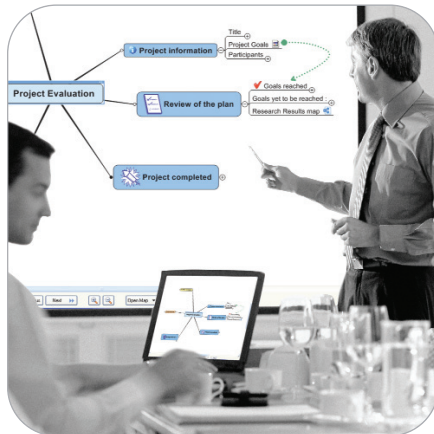 Title
Project information
Project Goals
Participants
Project Evaluation
Goals reached
Review of the plan
Goals yet to be reached
Research Results map
Project completed
Next
Open Map